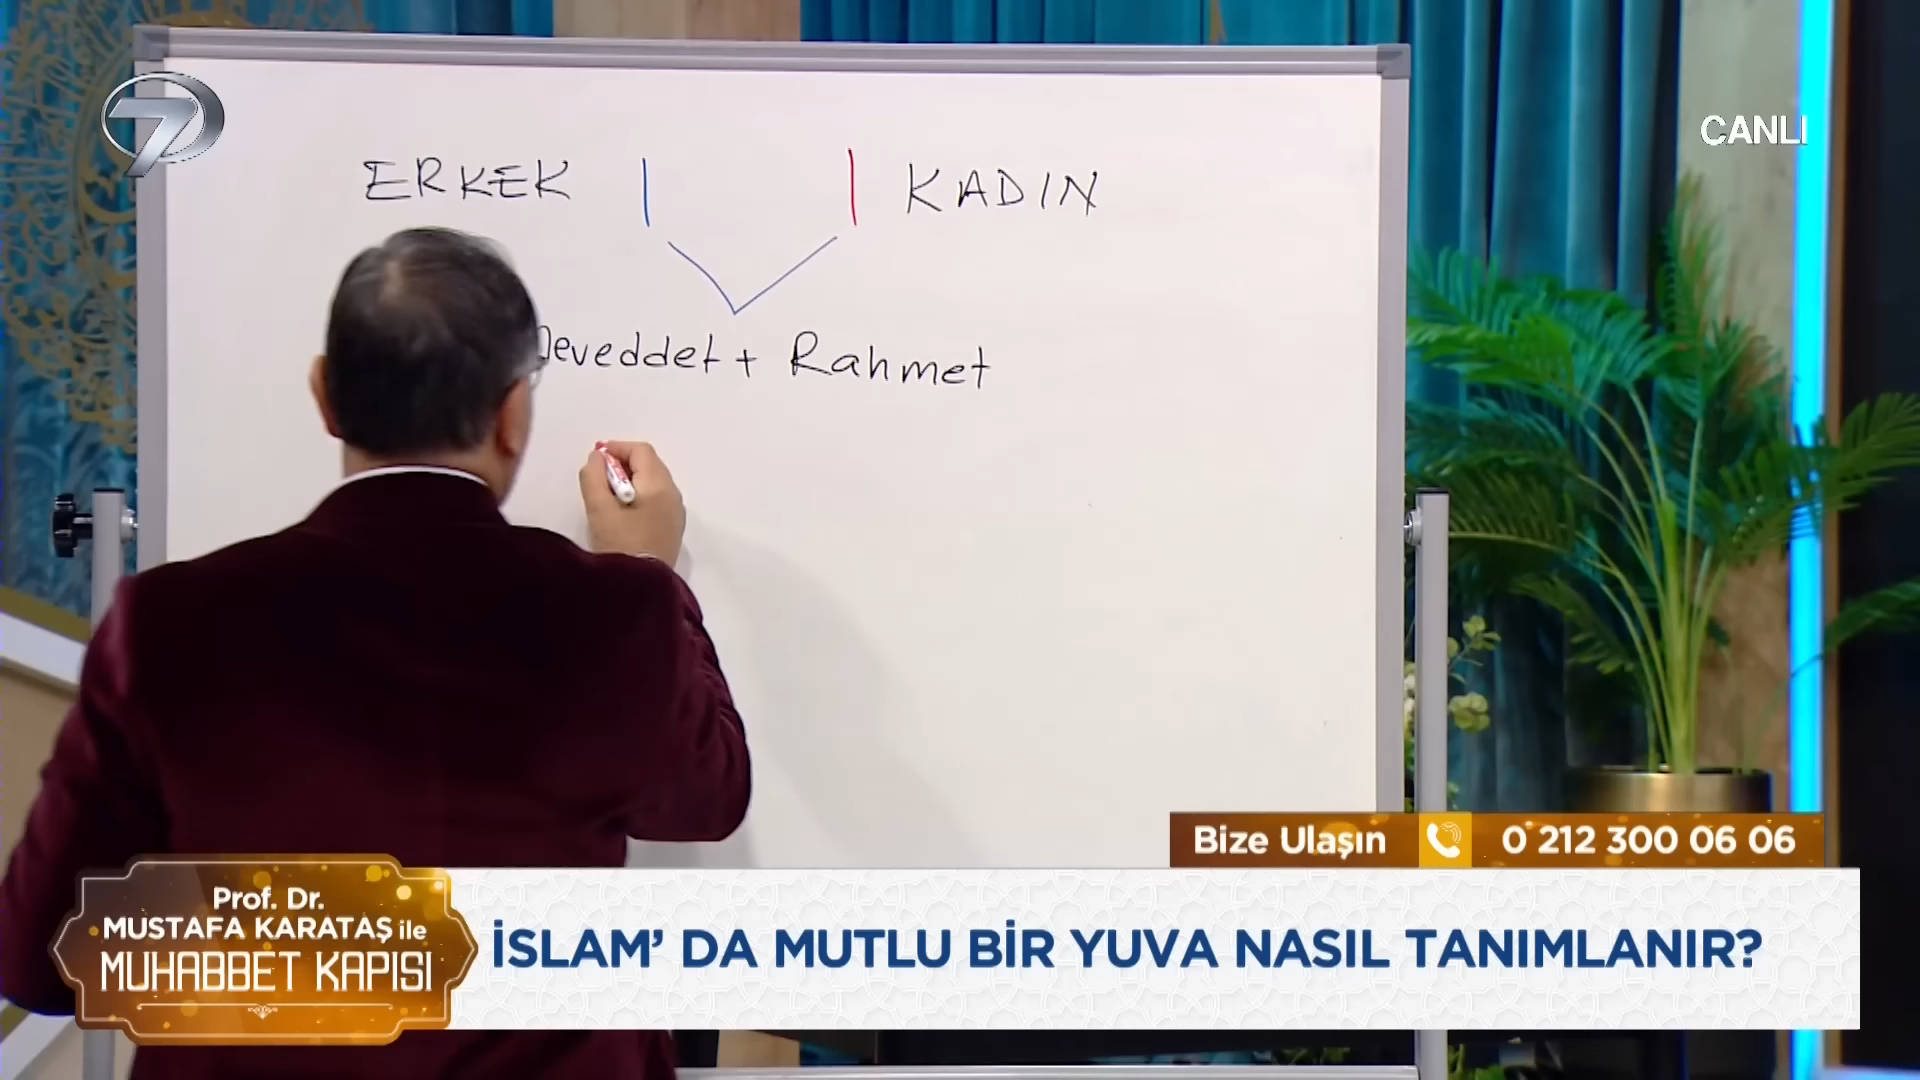 7
CANLI
ERKEK | | KADIN
eveddet + Rahmet
Bize Ulaşın 0 212 300 06 06
Prof. Dr.
MUSTAFA KARATAŞ ile
MUHABBET KAPISI
İSLAM' DA MUTLU BİR YUVA NASIL TANIMLANIR?